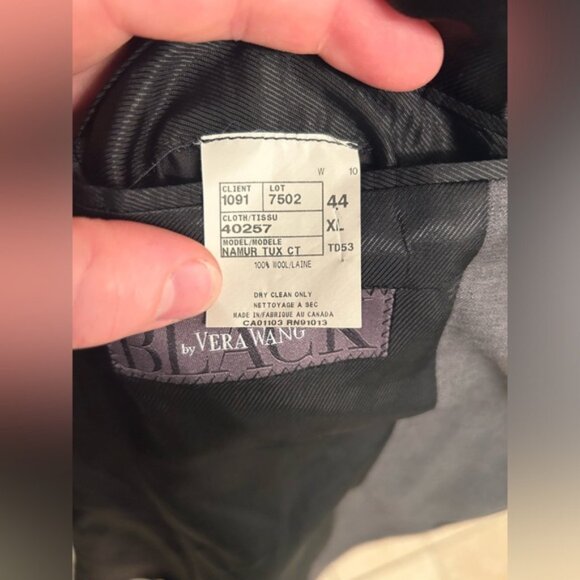 W 10
CLIENT LOT
1091 7502 44
CLOTH/TISSU
40257 XL
MODEL/MODELE
NAMUR TUX CT TD53
100% WOOL/LAINE
DRY CLEAN ONLY
NETTOYAGE A SEC
MADE IN/FABRIQUE AU CANADA
CA01103 RN91013
BLACK
by VERA WANG